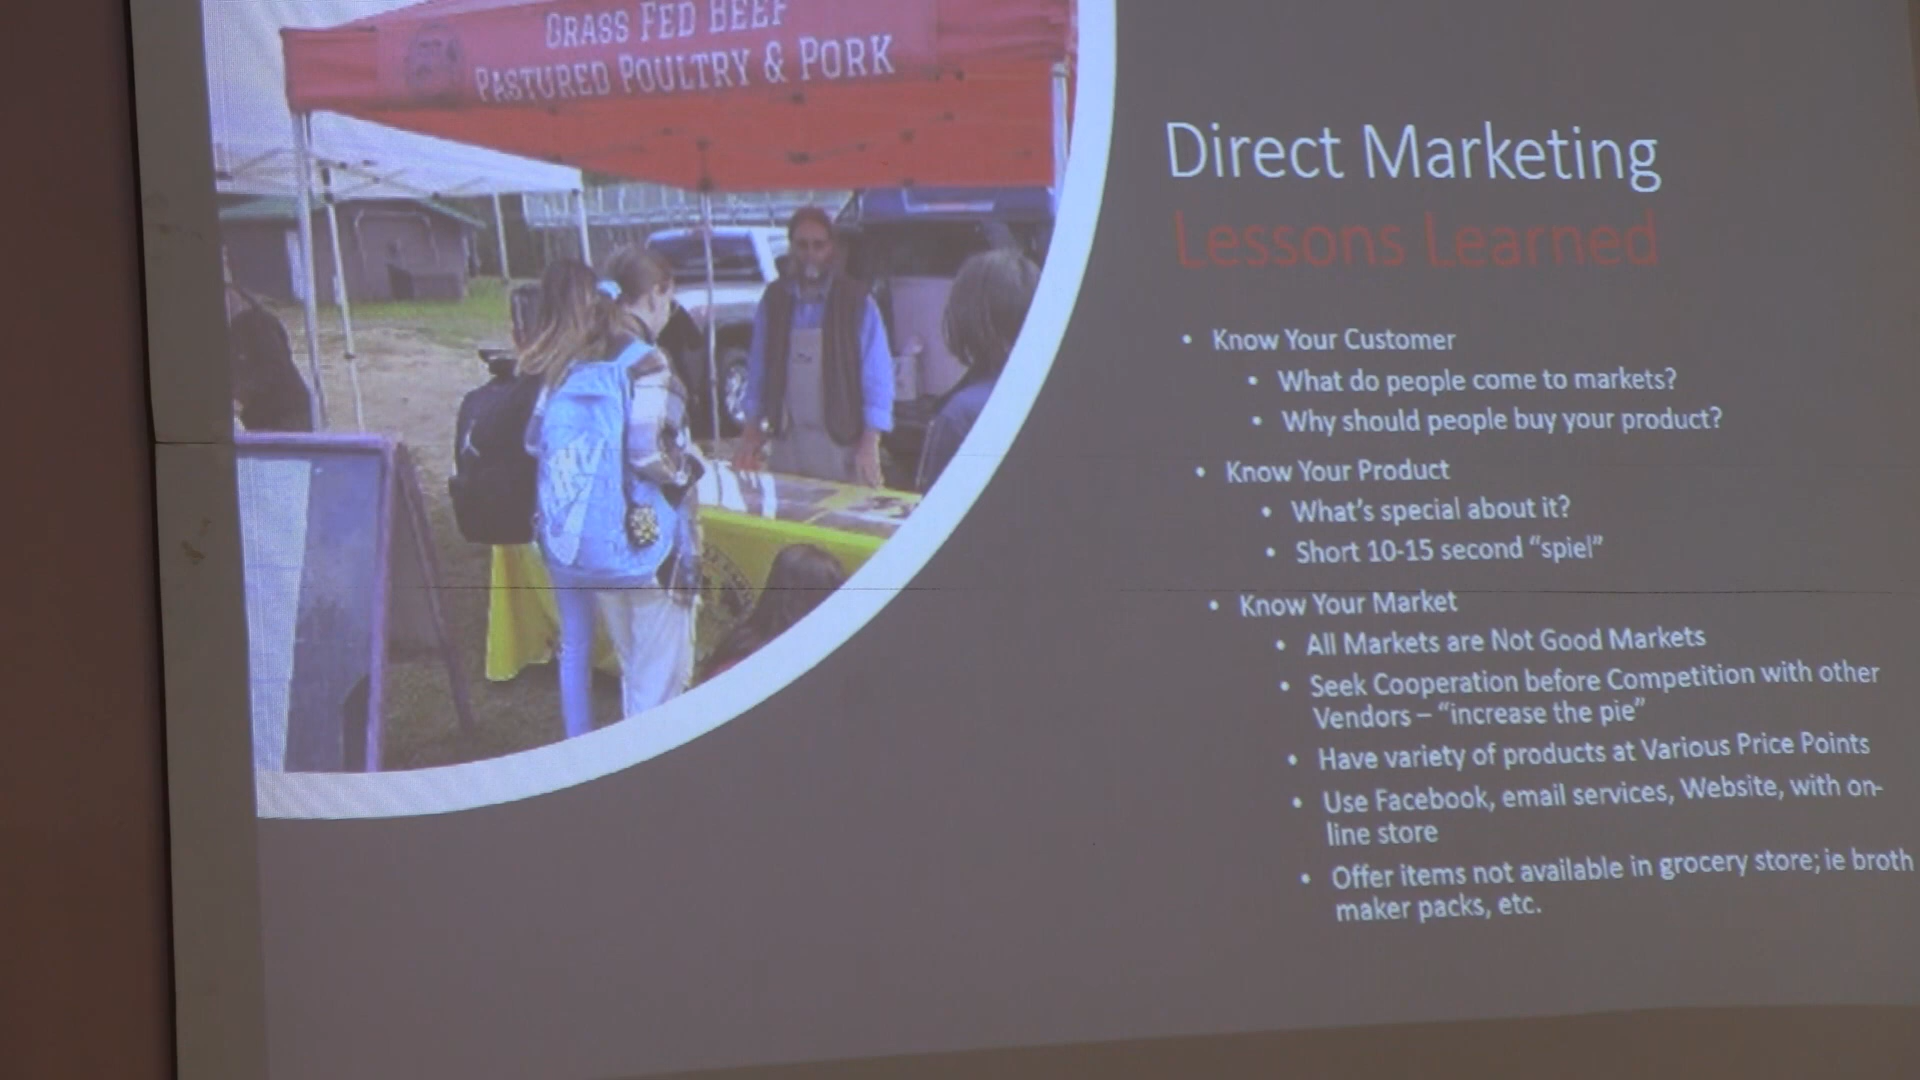 GRASS FED BEEF
PASTURED POULTRY & PORK
Direct Marketing
Lessons Learned
• Know Your Customer
• What do people come to markets?
• Why should people buy your product?
• Know Your Product
• What's special about it?
• Short 10-15 second “spiel”
• Know Your Market
• All Markets are Not Good Markets
• Seek Cooperation before Competition with other
Vendors – “increase the pie”
• Have variety of products at Various Price Points
• Use Facebook, email services, Website, with on-
line store
• Offer items not available in grocery store; ie broth
maker packs, etc.